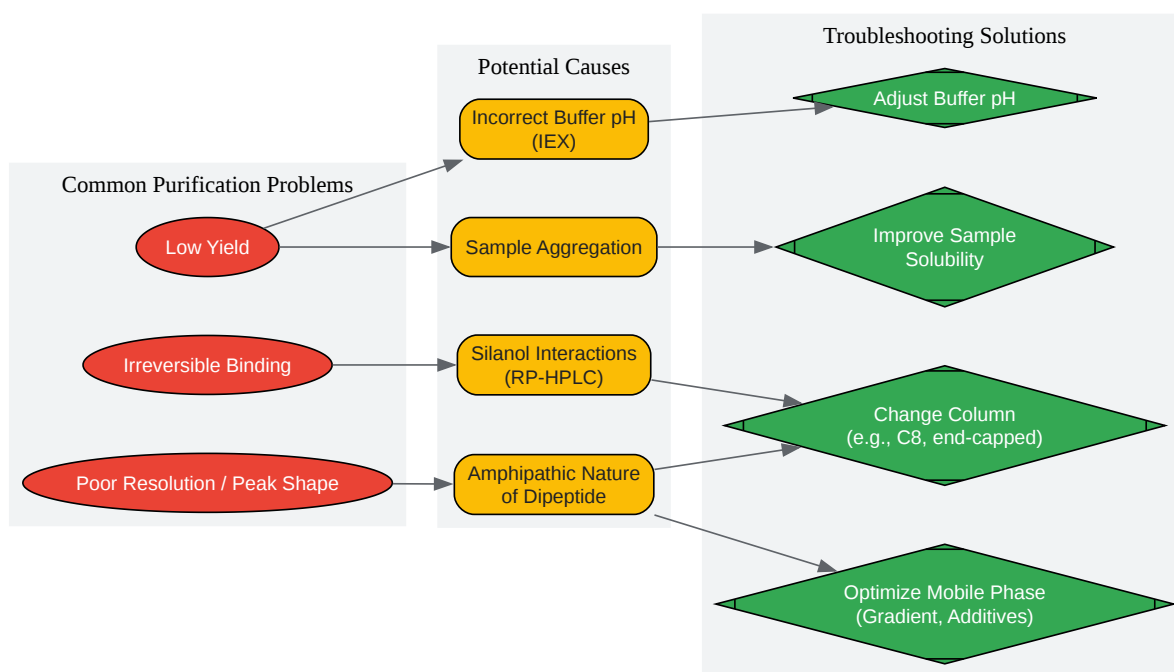 Common Purification Problems
Low Yield
Irreversible Binding
Poor Resolution / Peak Shape
Potential Causes
Incorrect Buffer pH
(IEX)
Sample Aggregation
Silanol Interactions
(RP-HPLC)
Amphipathic Nature
of Dipeptide
Troubleshooting Solutions
Adjust Buffer pH
Improve Sample
Solubility
Change Column
(e.g., C8, end-capped)
Optimize Mobile Phase
(Gradient, Additives)